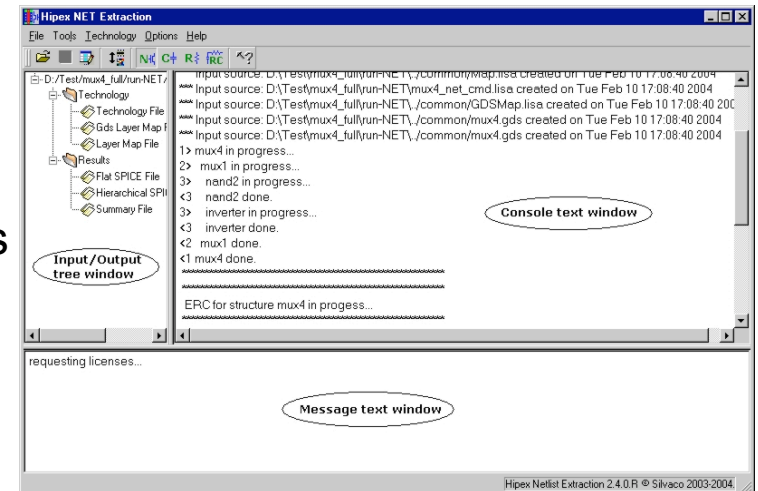 Hipex NET Extraction
File Tools Technology Options Help
D:/Test/mux4_full/run-NET/
Technology
Technology File
Gds Layer Map F
Layer Map File
Results
Flat SPICE File
Hierarchical SPI
Summary File
Input/Output
tree window
s
*** Input source: D:\Test\mux4_full\run-NET\../common/Map.lisa created on Tue Feb 10 17:08:40 2004
*** Input source: D:\Test\mux4_full\run-NET\mux4_net_cmd.lisa created on Tue Feb 10 17:08:40 2004
*** Input source: D:\Test\mux4_full\run-NET\../common/GDSMap.lisa created on Tue Feb 10 17:08:40 200
*** Input source: D:\Test\mux4_full\run-NET\../common/mux4.gds created on Tue Feb 10 17:08:40 2004
*** Input source: D:\Test\mux4_full\run-NET\../common/mux4.gds created on Tue Feb 10 17:08:40 2004
1> mux4 in progress...
2> mux1 in progress...
3> nand2 in progress...
<3 nand2 done.
3> inverter in progress...
<3 inverter done.
<2 mux1 done.
<1 mux4 done.
ERC for structure mux4 in progess...
Console text window
requesting licenses...
Message text window
Hipex Netlist Extraction 2.4.0.R © Silvaco 2003-2004